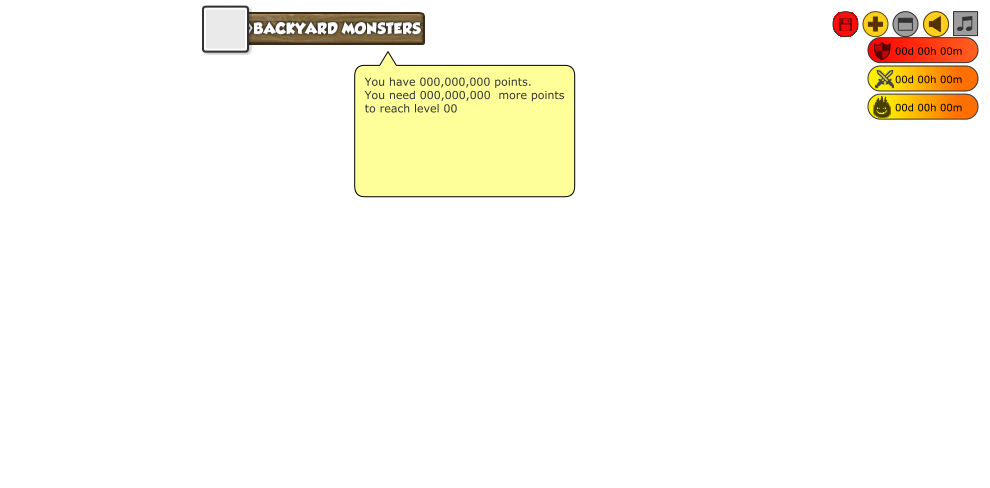 BACKYARD MONSTERS
You have 000,000,000 points.
You need 000,000,000 more points
to reach level 00
00d 00h 00m
00d 00h 00m
00d 00h 00m